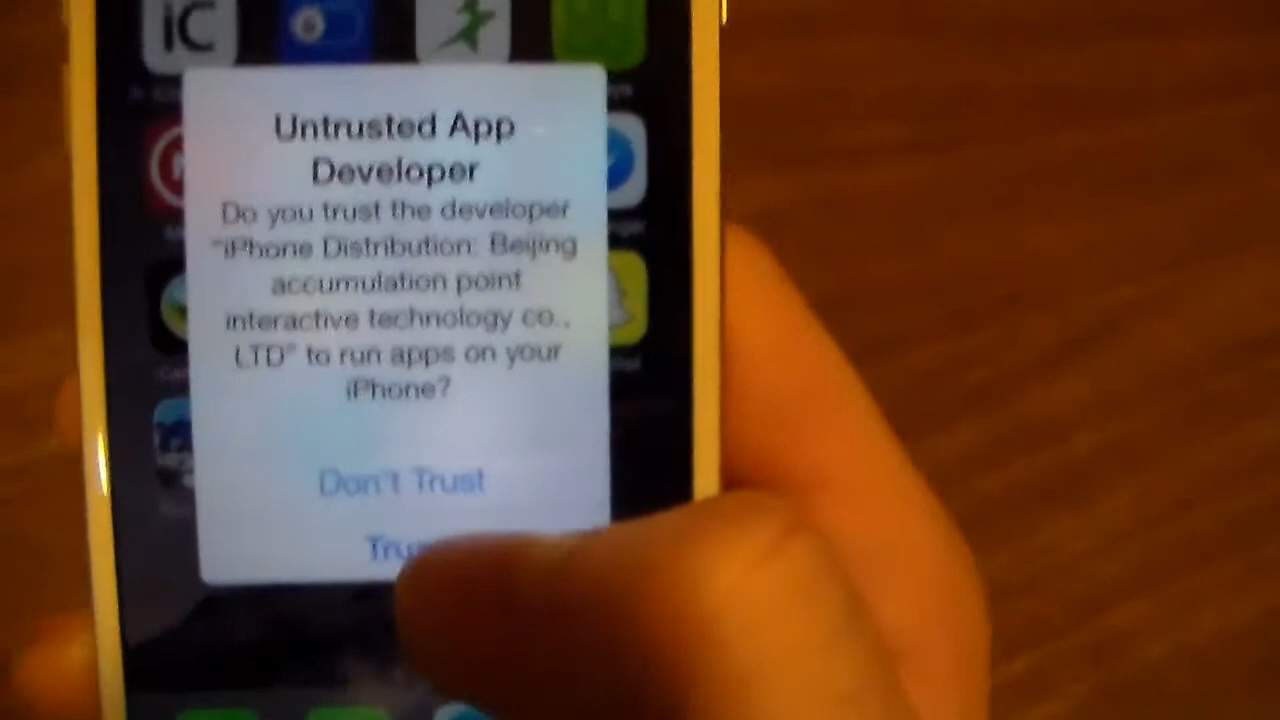 iC
Untrusted App
Developer
Do you trust the developer
"iPhone Distribution: Beijing
accumulation point
interactive technology co.,
LTD" to run apps on your
iPhone?
Don't Trust